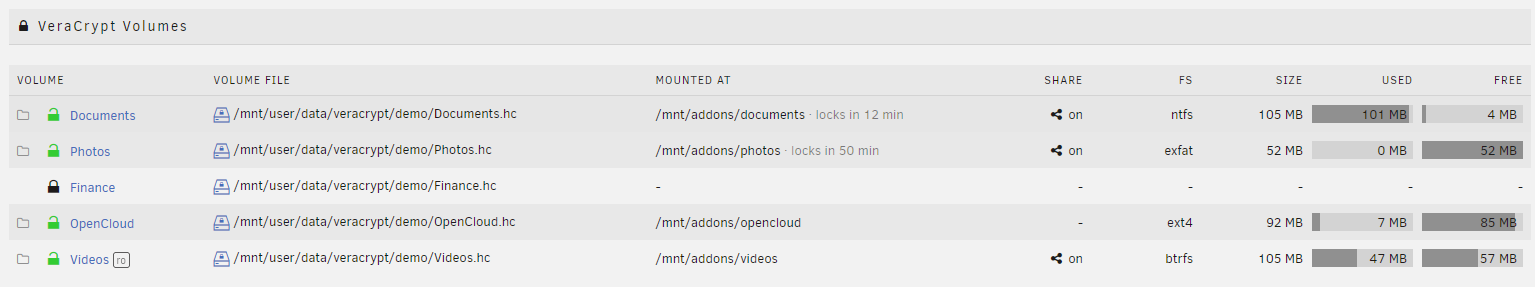 VeraCrypt Volumes
VOLUME VOLUME FILE MOUNTED AT SHARE FS SIZE USED FREE
Documents /mnt/user/data/veracrypt/demo/Documents.hc /mnt/addons/documents · locks in 12 min on ntfs 105 MB 101 MB 4 MB
Photos /mnt/user/data/veracrypt/demo/Photos.hc /mnt/addons/photos · locks in 50 min on exfat 52 MB 0 MB 52 MB
Finance /mnt/user/data/veracrypt/demo/Finance.hc - - - - - -
OpenCloud /mnt/user/data/veracrypt/demo/OpenCloud.hc /mnt/addons/opencloud - ext4 92 MB 7 MB 85 MB
Videos ro /mnt/user/data/veracrypt/demo/Videos.hc /mnt/addons/videos on btrfs 105 MB 47 MB 57 MB